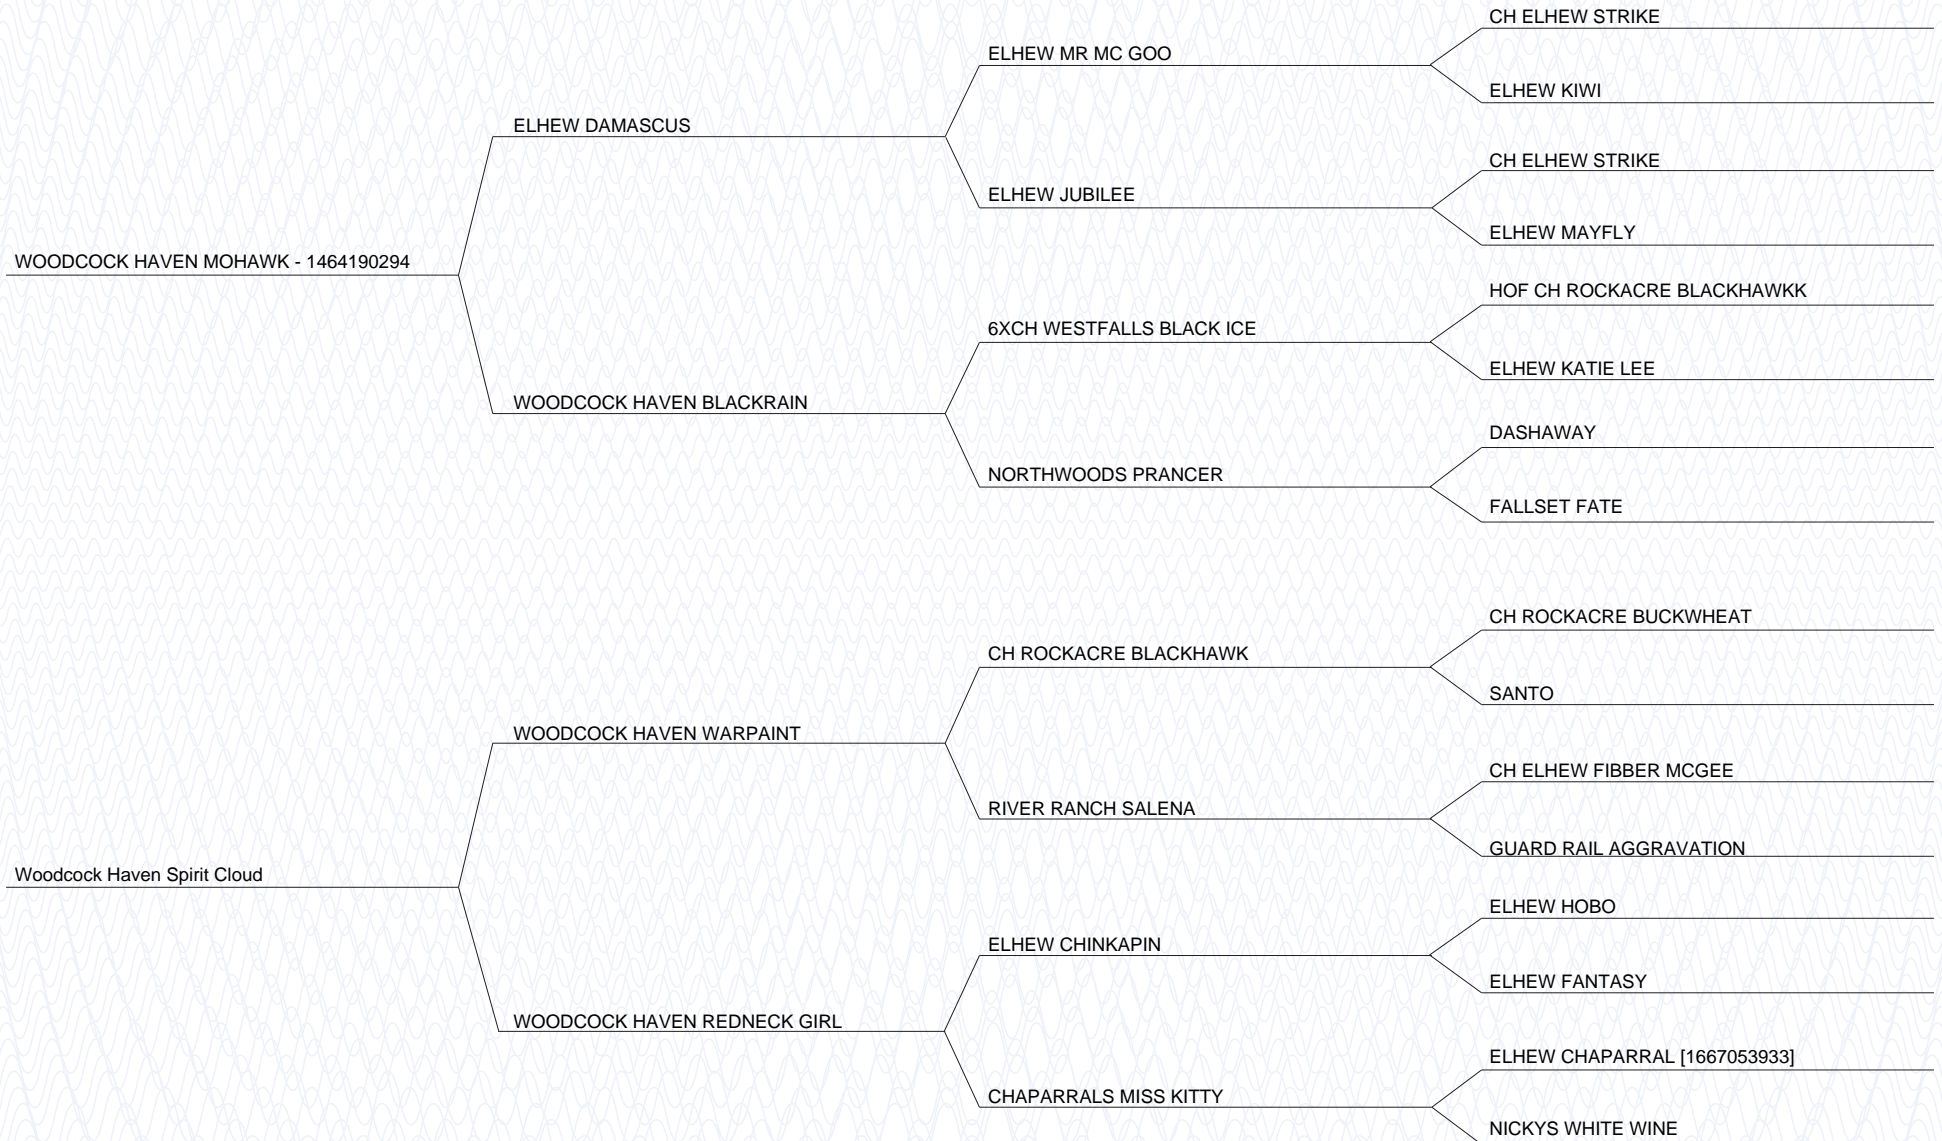 CH ELHEW STRIKE
ELHEW MR MC GOO
ELHEW KIWI
ELHEW DAMASCUS
CH ELHEW STRIKE
ELHEW JUBILEE
ELHEW MAYFLY
WOODCOCK HAVEN MOHAWK - 1464190294
HOF CH ROCKACRE BLACKHAWKK
6XCH WESTFALLS BLACK ICE
ELHEW KATIE LEE
WOODCOCK HAVEN BLACKRAIN
DASHAWAY
NORTHWOODS PRANCER
FALLSET FATE
CH ROCKACRE BUCKWHEAT
CH ROCKACRE BLACKHAWK
SANTO
WOODCOCK HAVEN WARPAINT
CH ELHEW FIBBER MCGEE
RIVER RANCH SALENA
GUARD RAIL AGGRAVATION
Woodcock Haven Spirit Cloud
ELHEW HOBO
ELHEW CHINKAPIN
ELHEW FANTASY
WOODCOCK HAVEN REDNECK GIRL
ELHEW CHAPARRAL [1667053933]
CHAPARRALS MISS KITTY
NICKYS WHITE WINE